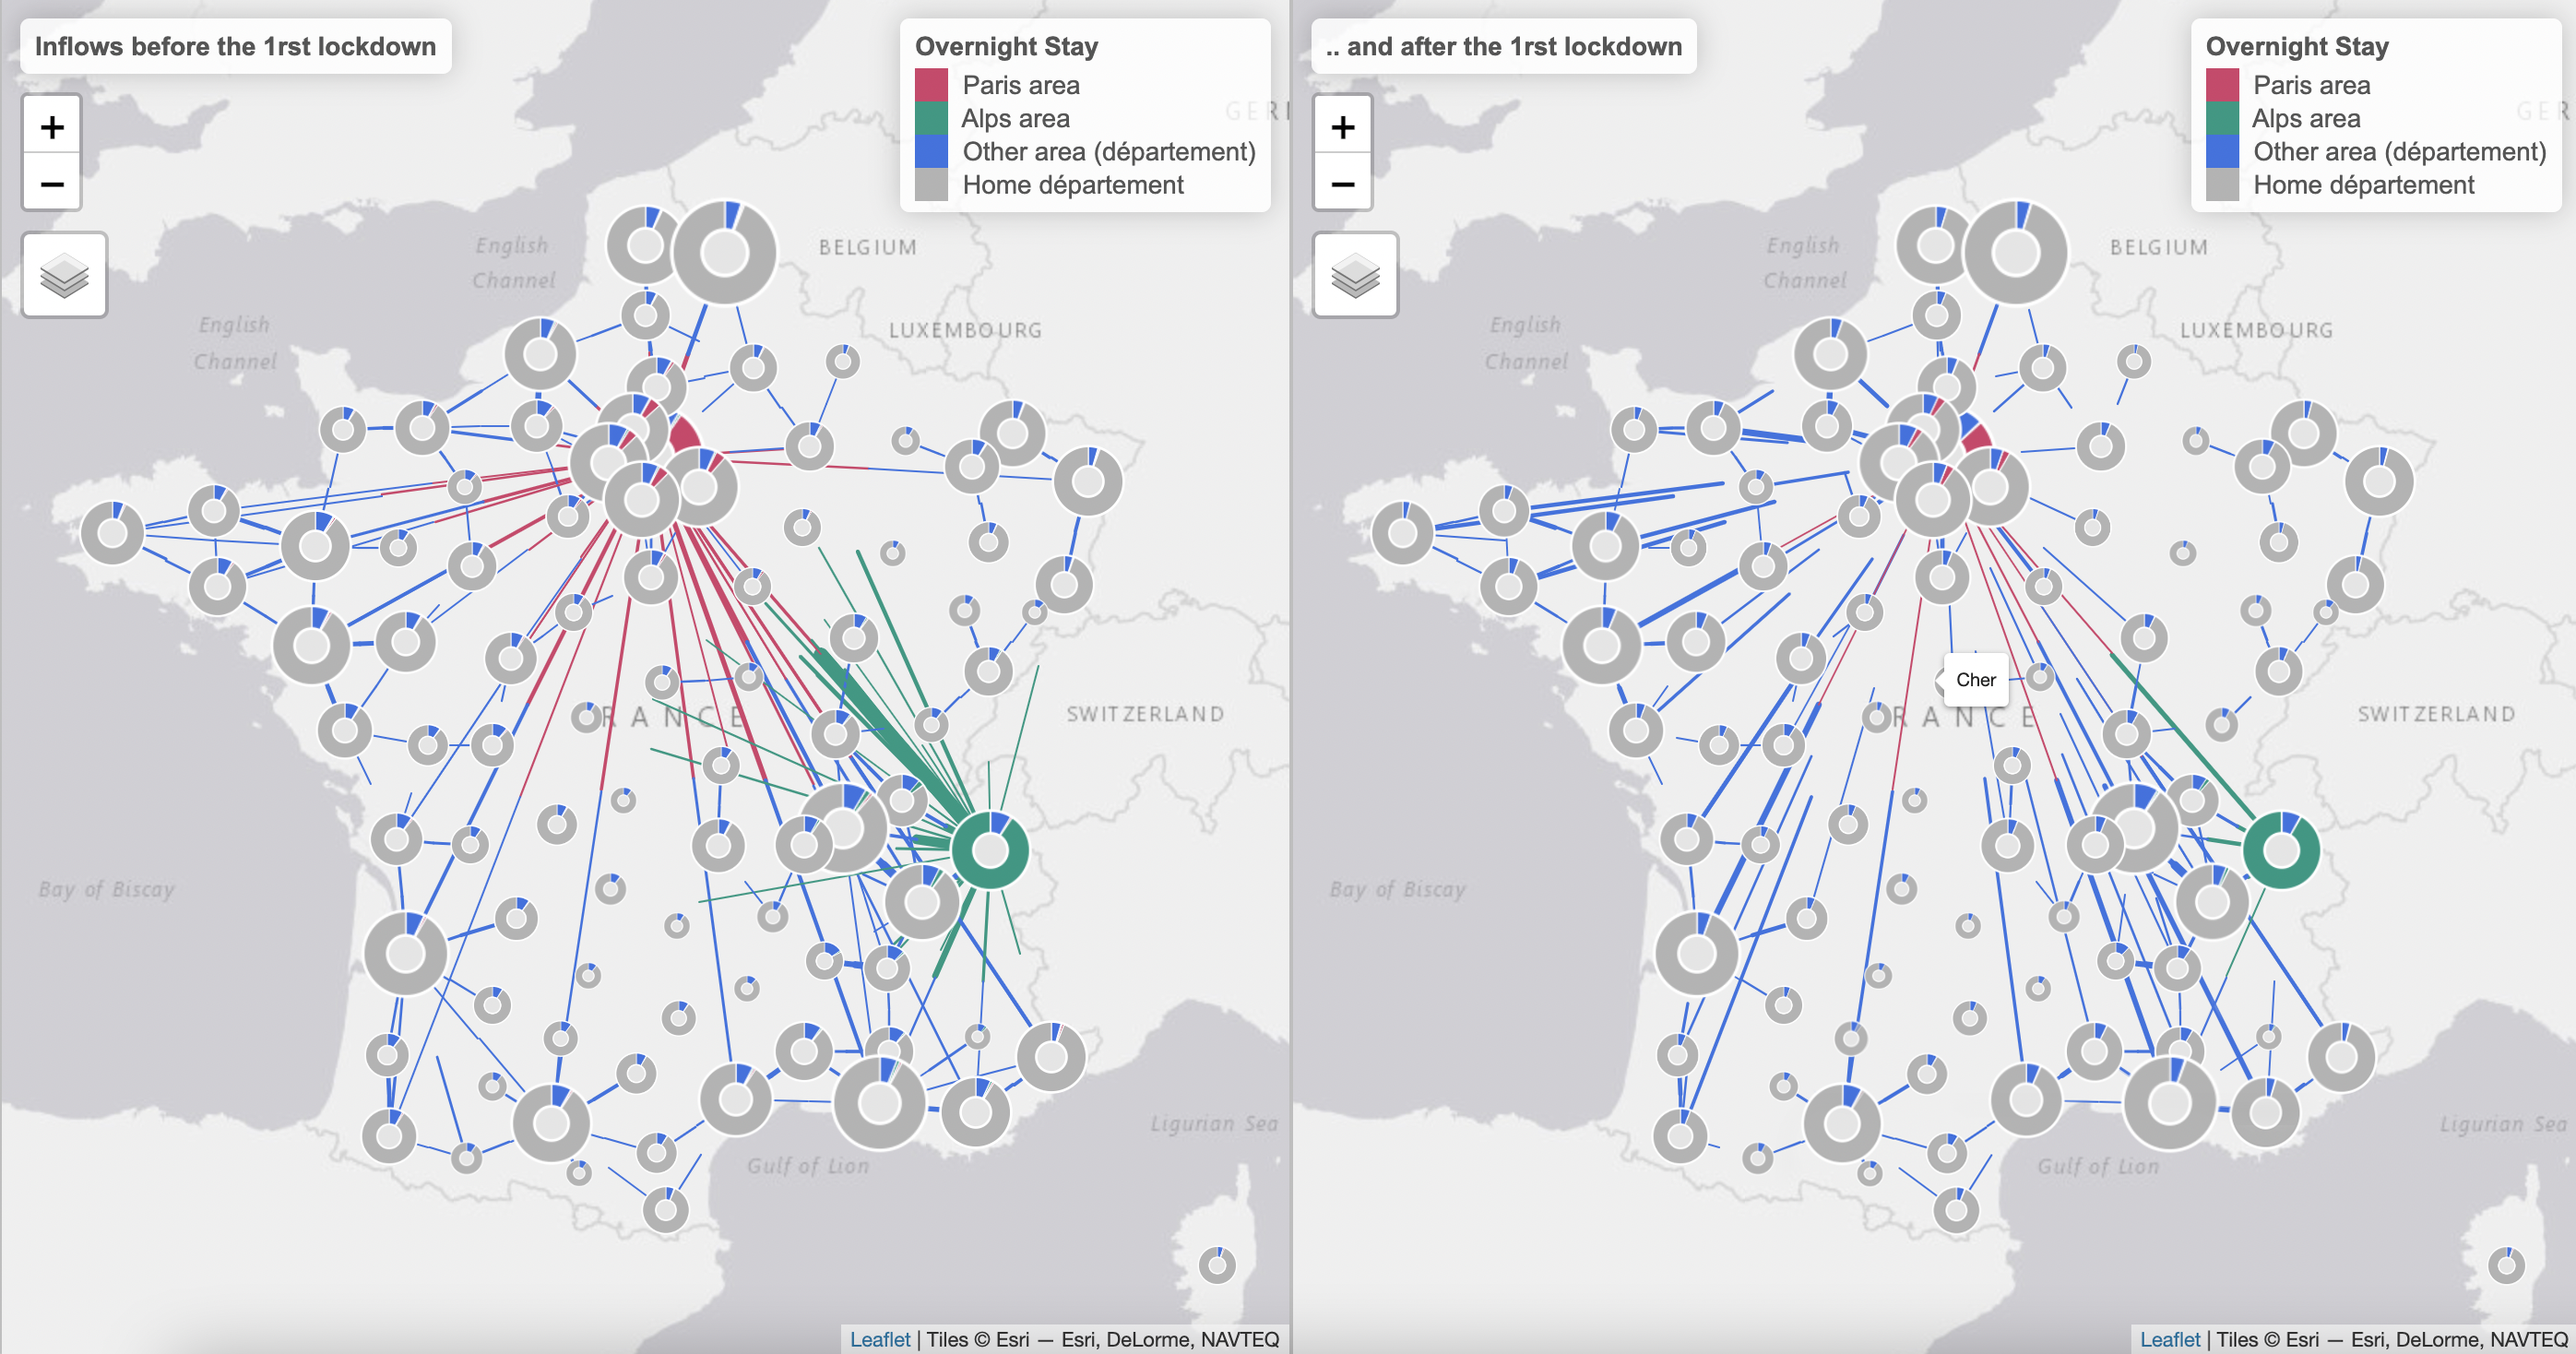 Inflows before the 1rst lockdown
+
−
Overnight Stay
Paris area
Alps area
Other area (département)
Home département
GERI
English
Channel
BELGIUM
English
Channel
LUXEMBOURG
RANCE
SWITZERLAND
Bay of Biscay
Ligurian Sea
Gulf of Lion
Leaflet | Tiles © Esri — Esri, DeLorme, NAVTEQ
.. and after the 1rst lockdown
+
−
Overnight Stay
Paris area
Alps area
Other area (département)
Home département
GER
English
Channel
BELGIUM
English
Channel
LUXEMBOURG
Cher
RANCE
SWITZERLAND
Bay of Biscay
Ligurian Sea
Gulf of Lion
Leaflet | Tiles © Esri — Esri, DeLorme, NAVTEQ